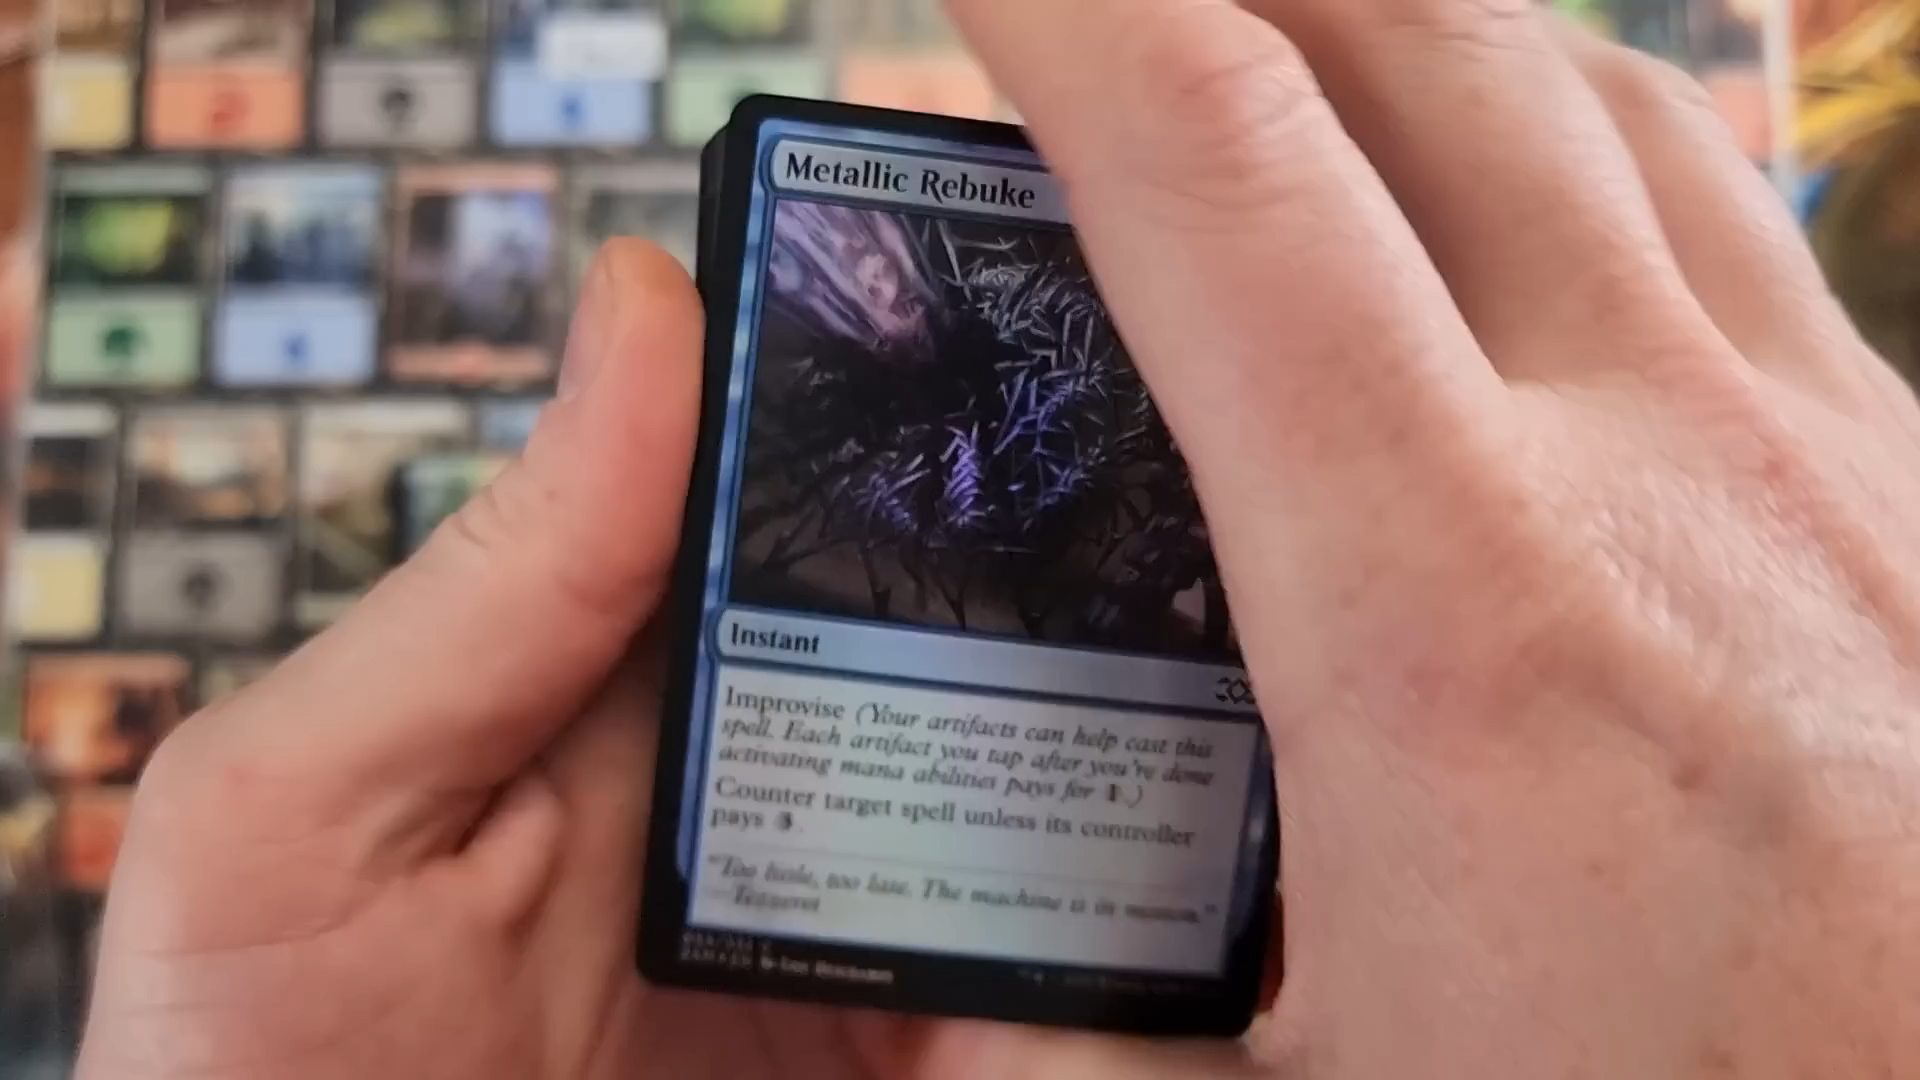 Metallic Rebuke
Instant
Improvise (Your artifacts can help cast this
spell. Each artifact you tap after you're done
activating mana abilities pays for 1.)
Counter target spell unless its controller
pays 3.
"Too little, too late. The machine is in motion."
—Tezzeret